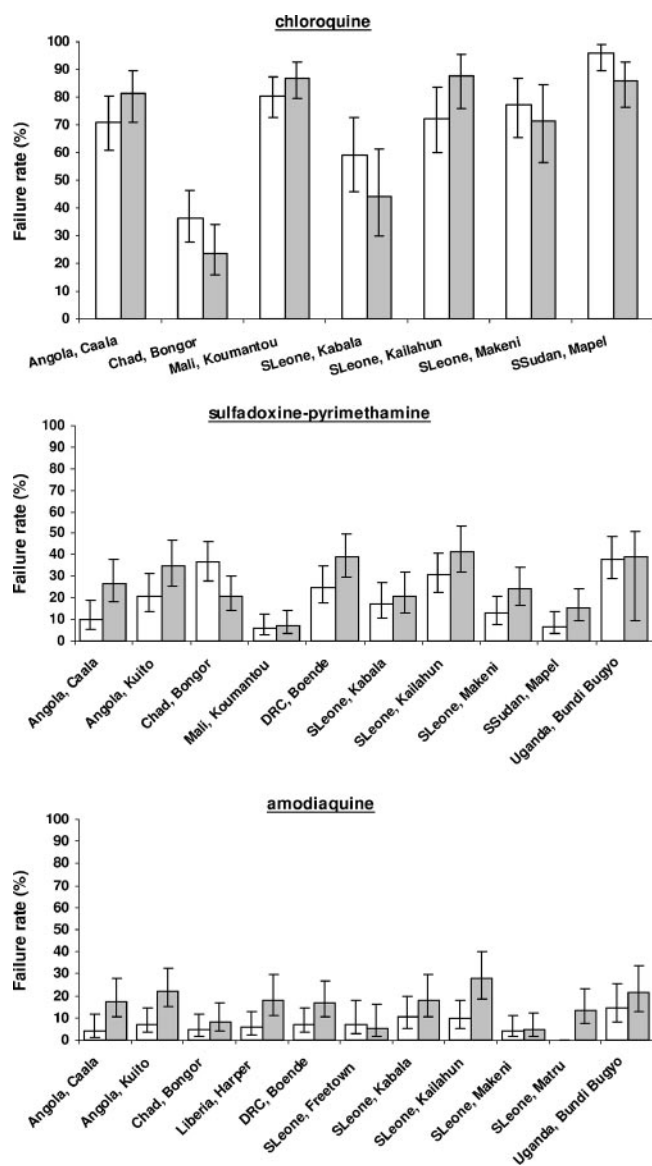 chloroquine
Failure rate (%)
100
90
80
70
60
50
40
30
20
10
0
Angola, Caala
Chad, Bongor
Mali, Koumantou
SLeone, Kabala
SLeone, Kailahun
SLeone, Makeni
SSudan, Mapel
sulfadoxine-pyrimethamine
Failure rate (%)
100
90
80
70
60
50
40
30
20
10
0
Angola, Caala
Angola, Kuito
Chad, Bongor
Mali, Koumantou
DRC, Boende
SLeone, Kabala
SLeone, Kailahun
SLeone, Makeni
SSudan, Mapel
Uganda, Bundi Bugyo
amodiaquine
Failure rate (%)
100
90
80
70
60
50
40
30
20
10
0
Angola, Caala
Angola, Kuito
Chad, Bongor
Liberia, Harper
DRC, Boende
SLeone, Freetown
SLeone, Kabala
SLeone, Kailahun
SLeone, Makeni
SLeone, Matru
Uganda, Bundi Bugyo